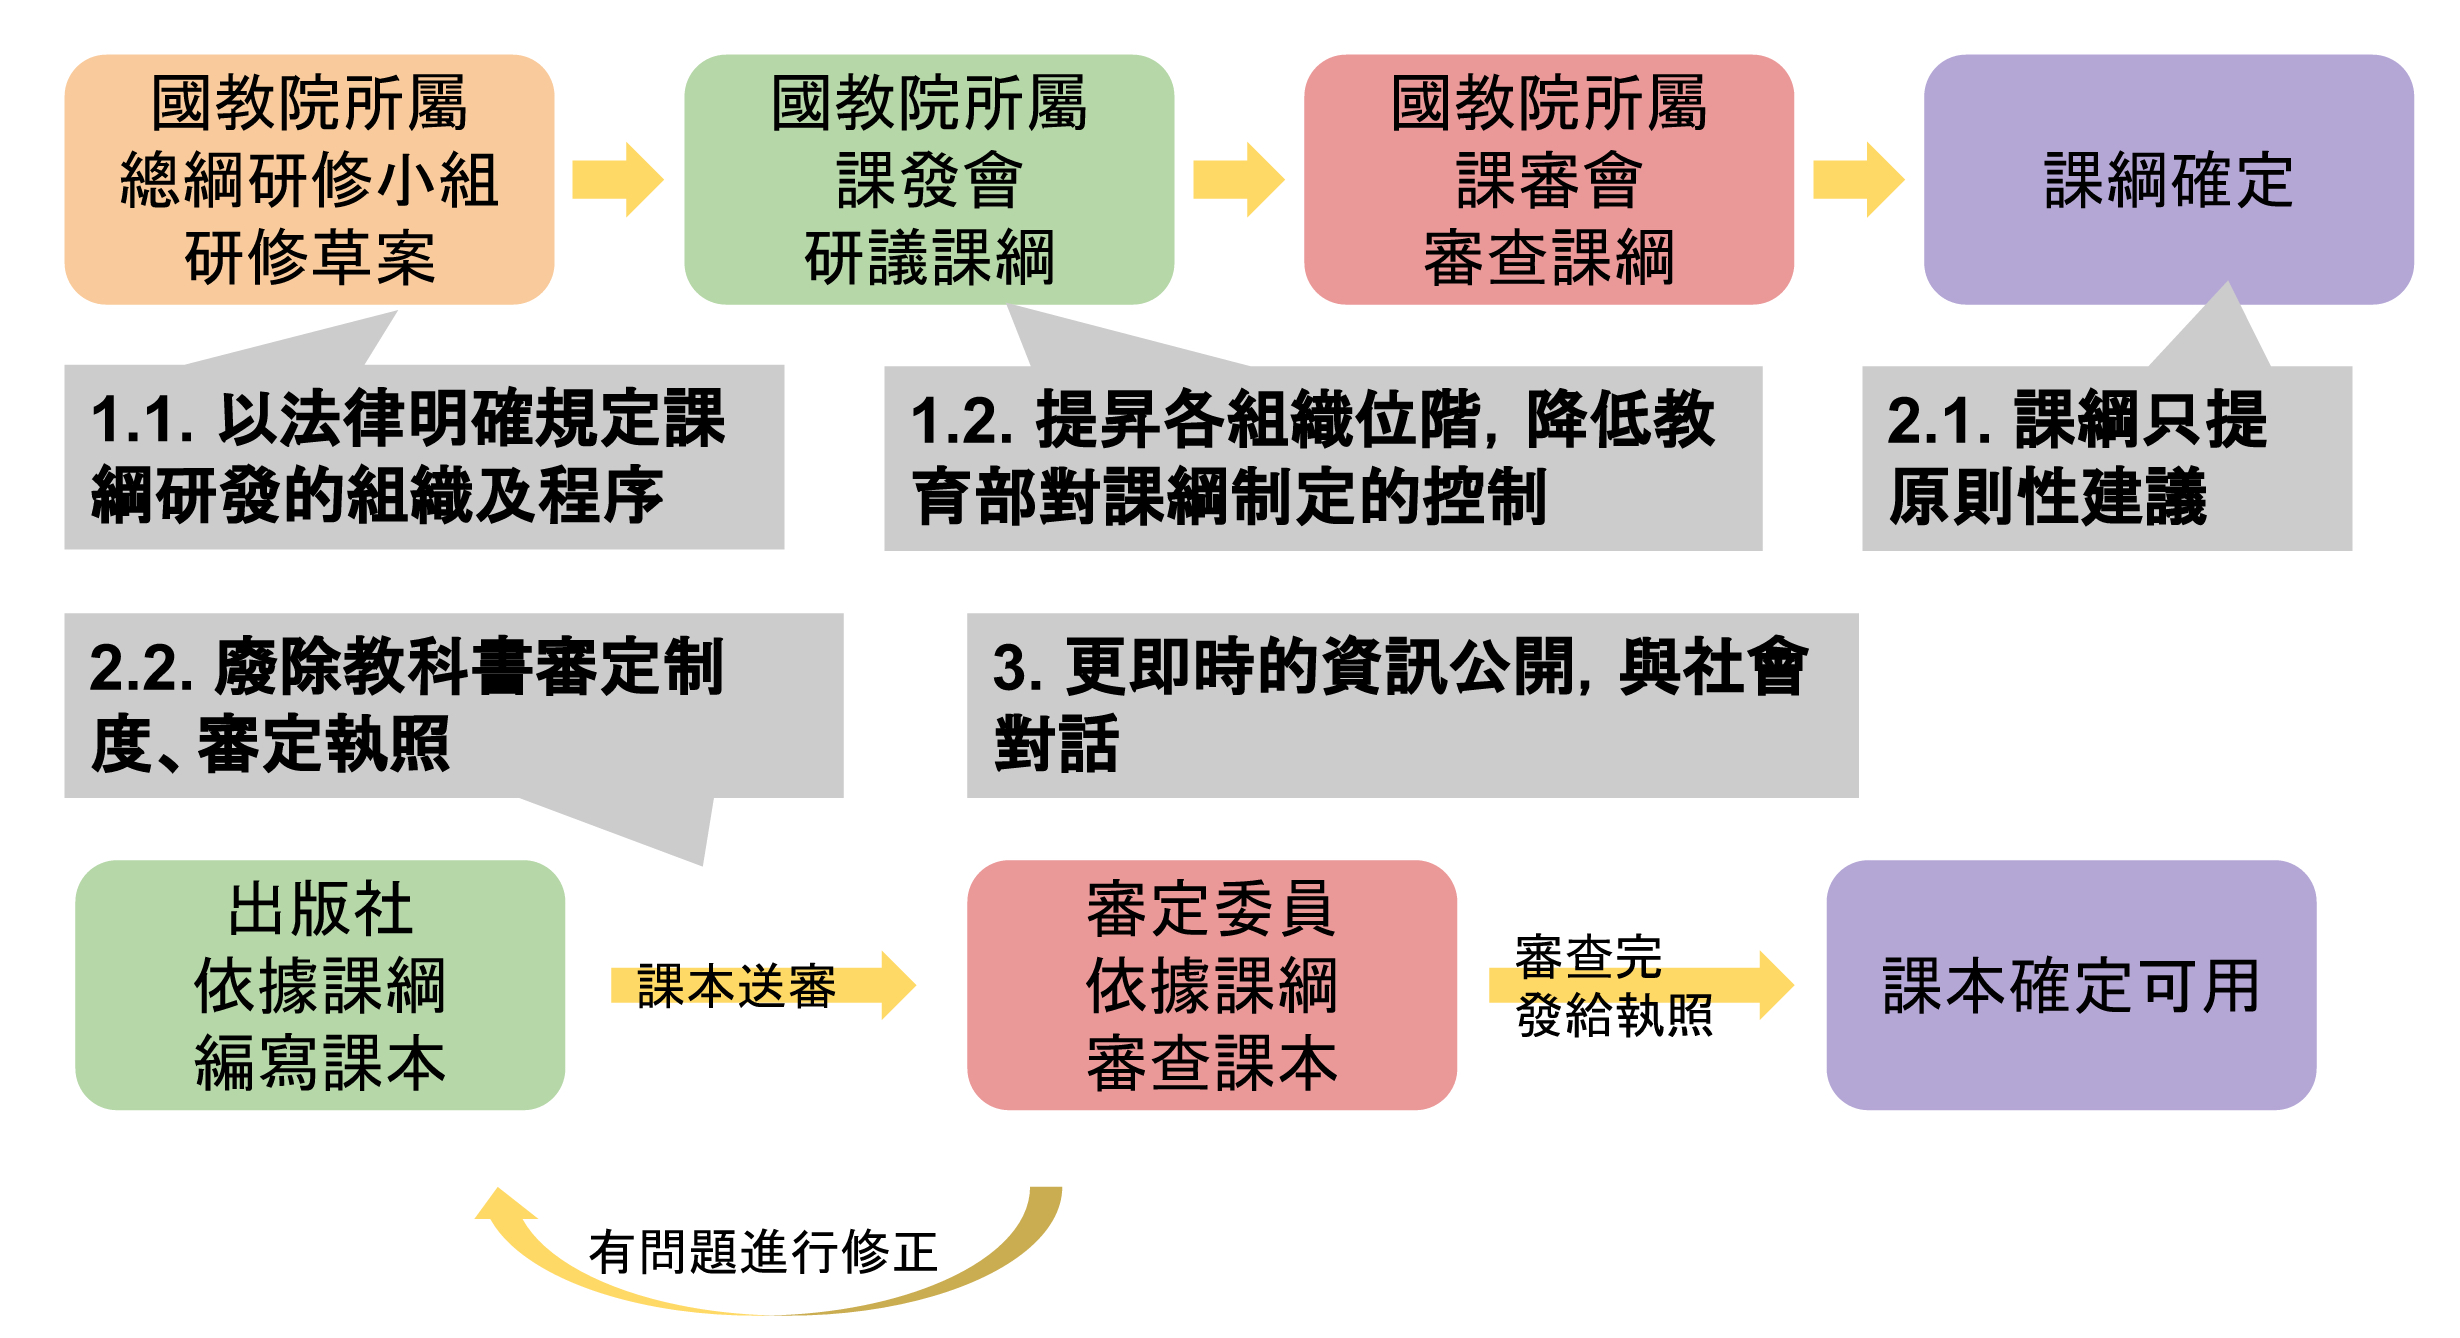 國教院所屬
總綱研修小組
研修草案
國教院所屬
課發會
研議課綱
國教院所屬
課審會
審查課綱
課綱確定
1.1. 以法律明確規定課
綱研發的組織及程序
1.2. 提昇各組織位階，降低教
育部對課綱制定的控制
2.1. 課綱只提
原則性建議
2.2. 廢除教科書審定制
度、審定執照
3. 更即時的資訊公開，與社會
對話
出版社
依據課綱
編寫課本
課本送審
審定委員
依據課綱
審查課本
審查完
發給執照
課本確定可用
有問題進行修正